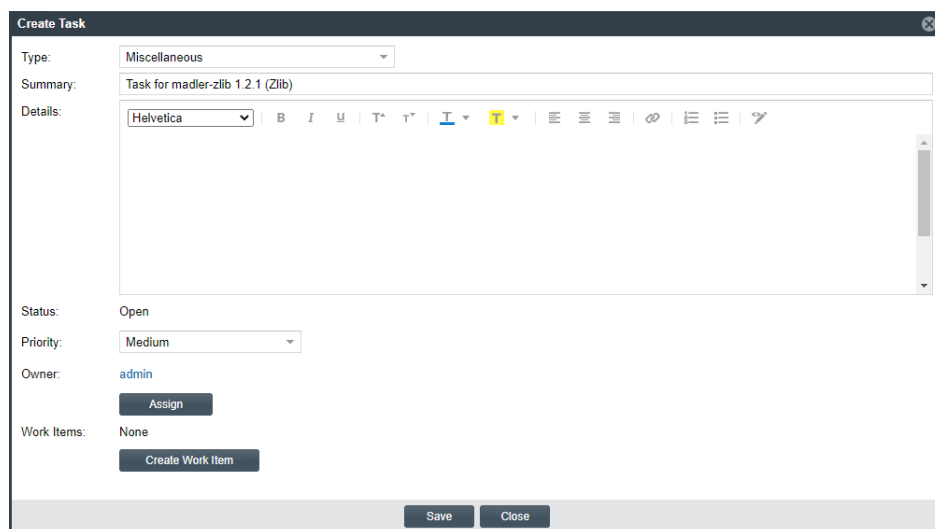 Create Task
Type: Miscellaneous
Summary: Task for madler-zlib 1.2.1 (Zlib)
Details:
Helvetica B I U T T T T
Status: Open
Priority: Medium
Owner: admin
Assign
Work Items: None
Create Work Item
Save Close